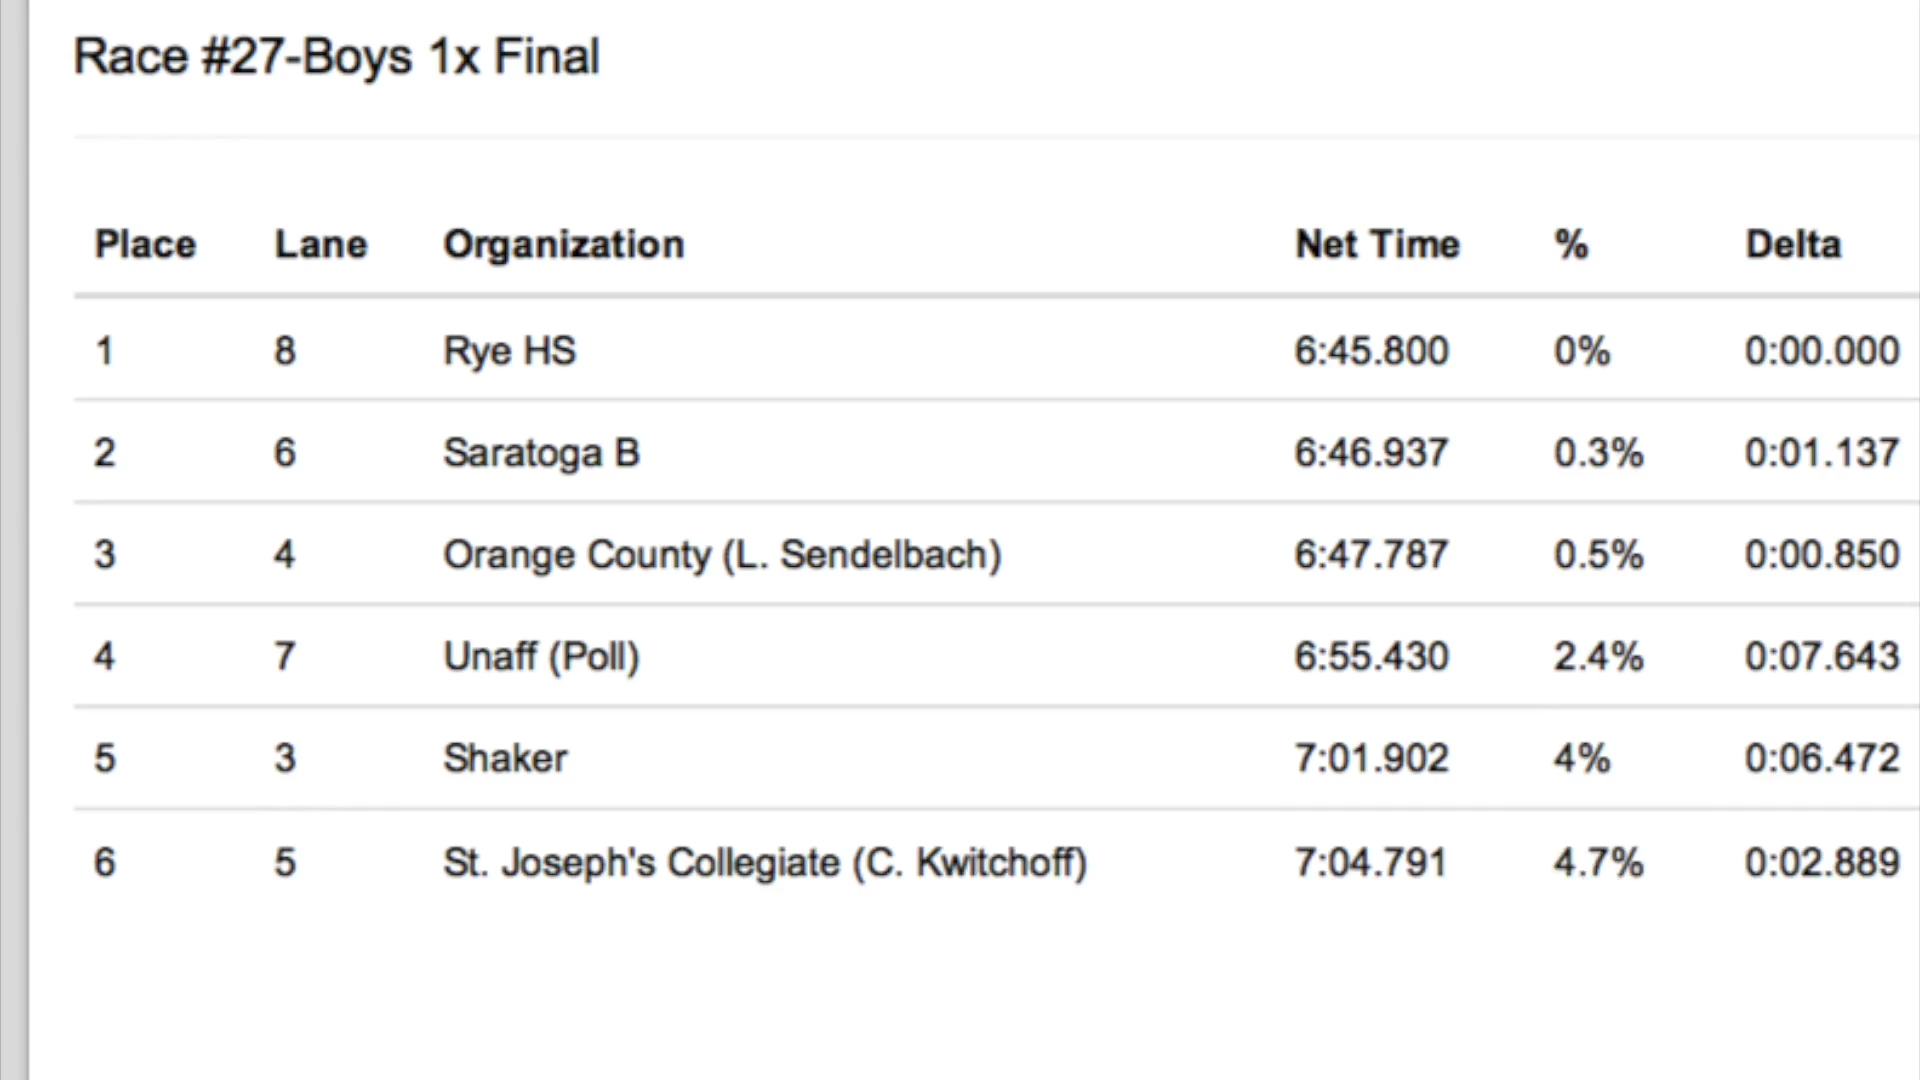 Race #27-Boys 1x Final
Place Lane Organization Net Time % Delta
1 8 Rye HS 6:45.800 0% 0:00.000
2 6 Saratoga B 6:46.937 0.3% 0:01.137
3 4 Orange County (L. Sendelbach) 6:47.787 0.5% 0:00.850
4 7 Unaff (Poll) 6:55.430 2.4% 0:07.643
5 3 Shaker 7:01.902 4% 0:06.472
6 5 St. Joseph's Collegiate (C. Kwitchoff) 7:04.791 4.7% 0:02.889